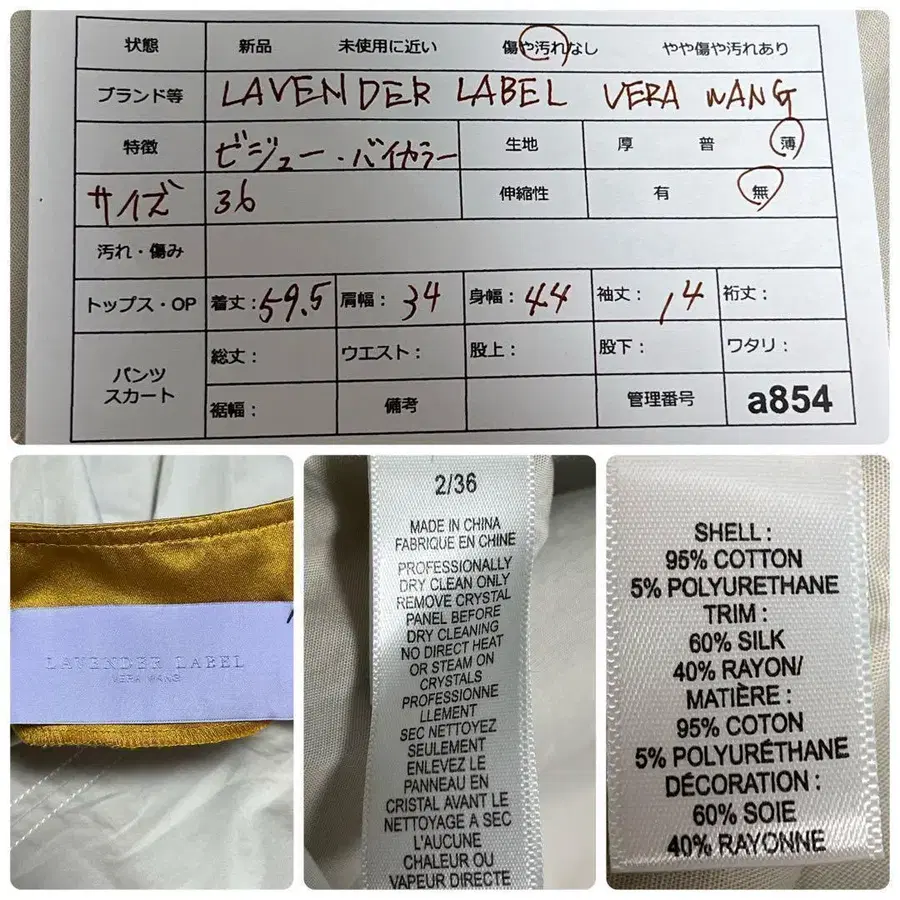 状態 新品 未使用に近い 傷や汚れなし やや傷や汚れあり
ブランド等 LAVENDER LABEL VERA WANG
特徴 ビジュー・バイカラー 生地 厚 普 薄
サイズ 36 伸縮性 有 無
汚れ・傷み
トップス・OP 着丈：59.5 肩幅：34 身幅：44 袖丈：14 裄丈：
パンツ
スカート
総丈： ウエスト： 股上： 股下： ワタリ：
裾幅： 備考 管理番号 a854
LAVENDER LABEL
VERA WANG
2/36
MADE IN CHINA
FABRIQUE EN CHINE
PROFESSIONALLY
DRY CLEAN ONLY
REMOVE CRYSTAL
PANEL BEFORE
DRY CLEANING
NO DIRECT HEAT
OR STEAM ON
CRYSTALS
PROFESSIONNE
LLEMENT
SEC NETTOYEZ
SEULEMENT
ENLEVEZ LE
PANNEAU EN
CRISTAL AVANT LE
NETTOYAGE A SEC
L'AUCUNE
CHALEUR OU
VAPEUR DIRECTE
SHELL :
95% COTTON
5% POLYURETHANE
TRIM :
60% SILK
40% RAYON/
MATIÈRE :
95% COTON
5% POLYURÉTHANE
DÉCORATION :
60% SOIE
40% RAYONNE